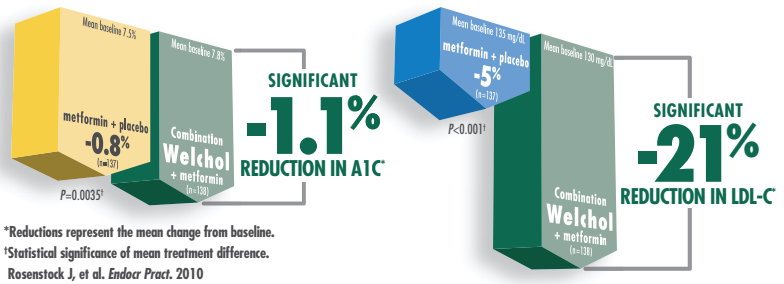 Mean baseline 7.5%
metformin + placebo
-0.8%
(n=137)
P=0.0035‡
Mean baseline 7.8%
Combination
Welchol
+ metformin
(n=138)
SIGNIFICANT
-1.1%
REDUCTION IN A1C*
Mean baseline 135 mg/dL
metformin + placebo
-5%
(n=137)
P<0.001†
Mean baseline 130 mg/dL
Combination
Welchol
+ metformin
(n=138)
SIGNIFICANT
-21%
REDUCTION IN LDL-C*
*Reductions represent the mean change from baseline.
†Statistical significance of mean treatment difference.
Rosenstock J, et al. Endocr Pract. 2010